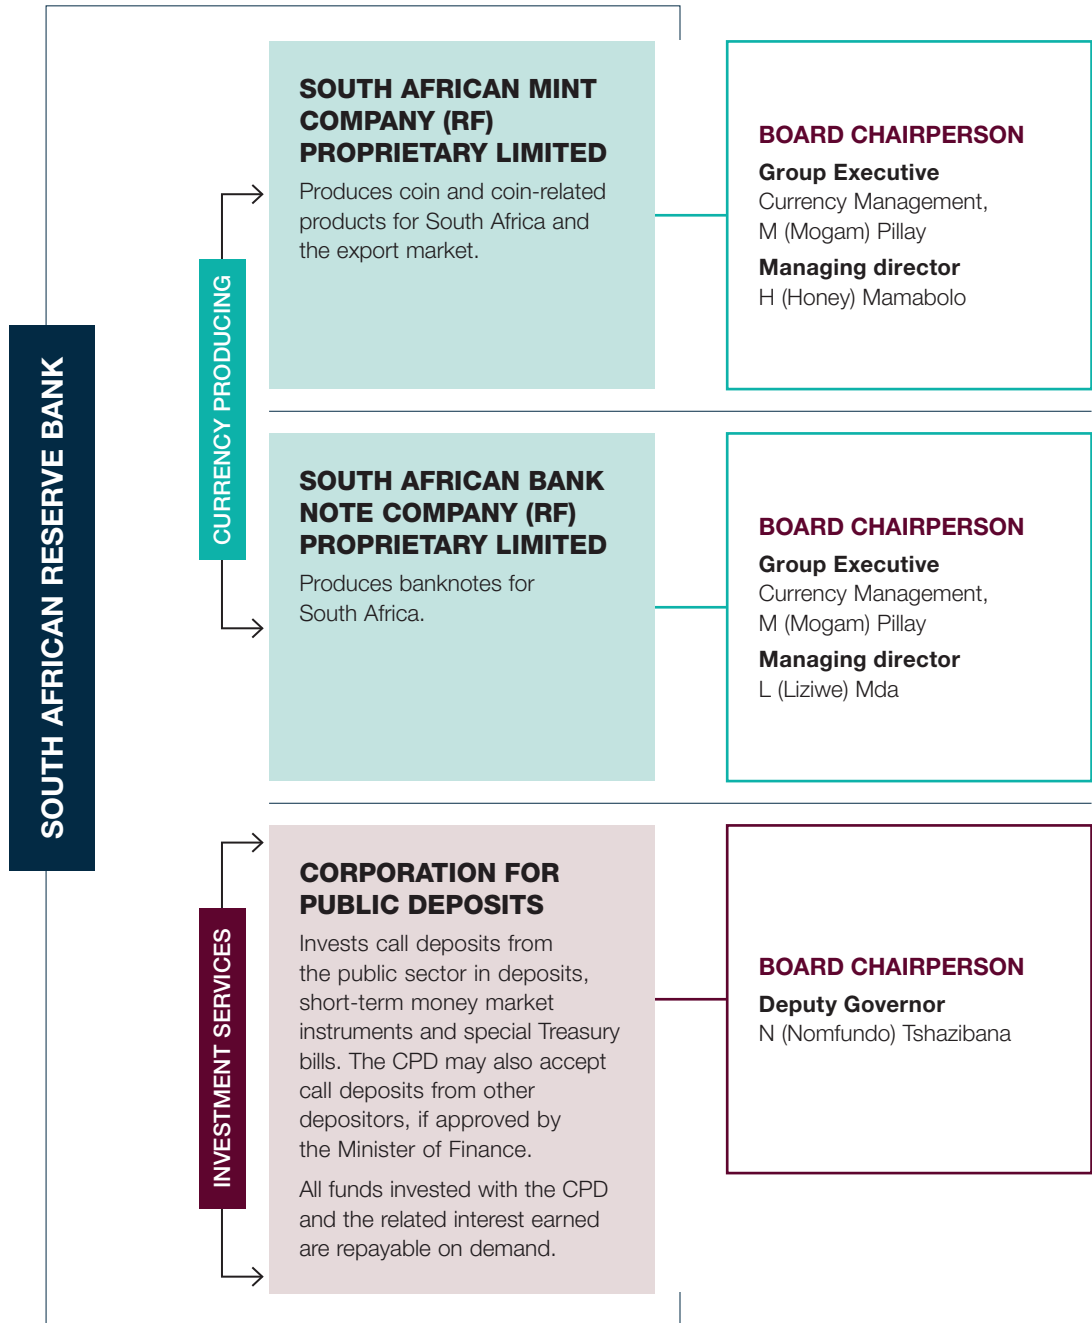 SOUTH AFRICAN RESERVE BANK
CURRENCY PRODUCING
SOUTH AFRICAN MINT
COMPANY (RF)
PROPRIETARY LIMITED
Produces coin and coin-related
products for South Africa and
the export market.
BOARD CHAIRPERSON
Group Executive
Currency Management,
M (Mogam) Pillay
Managing director
H (Honey) Mamabolo
SOUTH AFRICAN BANK
NOTE COMPANY (RF)
PROPRIETARY LIMITED
Produces banknotes for
South Africa.
BOARD CHAIRPERSON
Group Executive
Currency Management,
M (Mogam) Pillay
Managing director
L (Liziwe) Mda
INVESTMENT SERVICES
CORPORATION FOR
PUBLIC DEPOSITS
Invests call deposits from
the public sector in deposits,
short-term money market
instruments and special Treasury
bills. The CPD may also accept
call deposits from other
depositors, if approved by
the Minister of Finance.
All funds invested with the CPD
and the related interest earned
are repayable on demand.
BOARD CHAIRPERSON
Deputy Governor
N (Nomfundo) Tshazibana